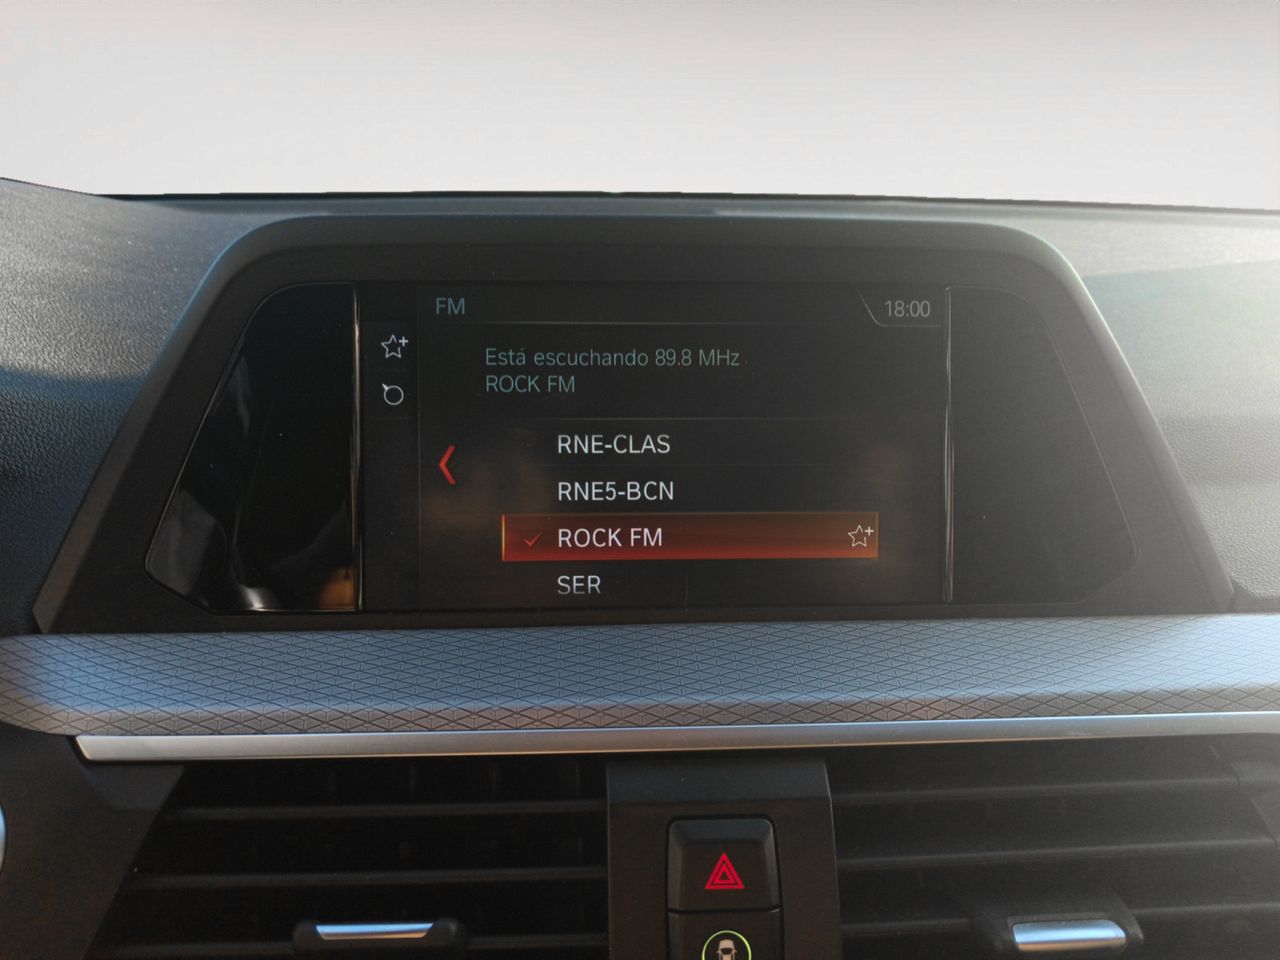 FM
18:00
Está escuchando 89.8 MHz
ROCK FM
RNE-CLAS
RNE5-BCN
ROCK FM
SER